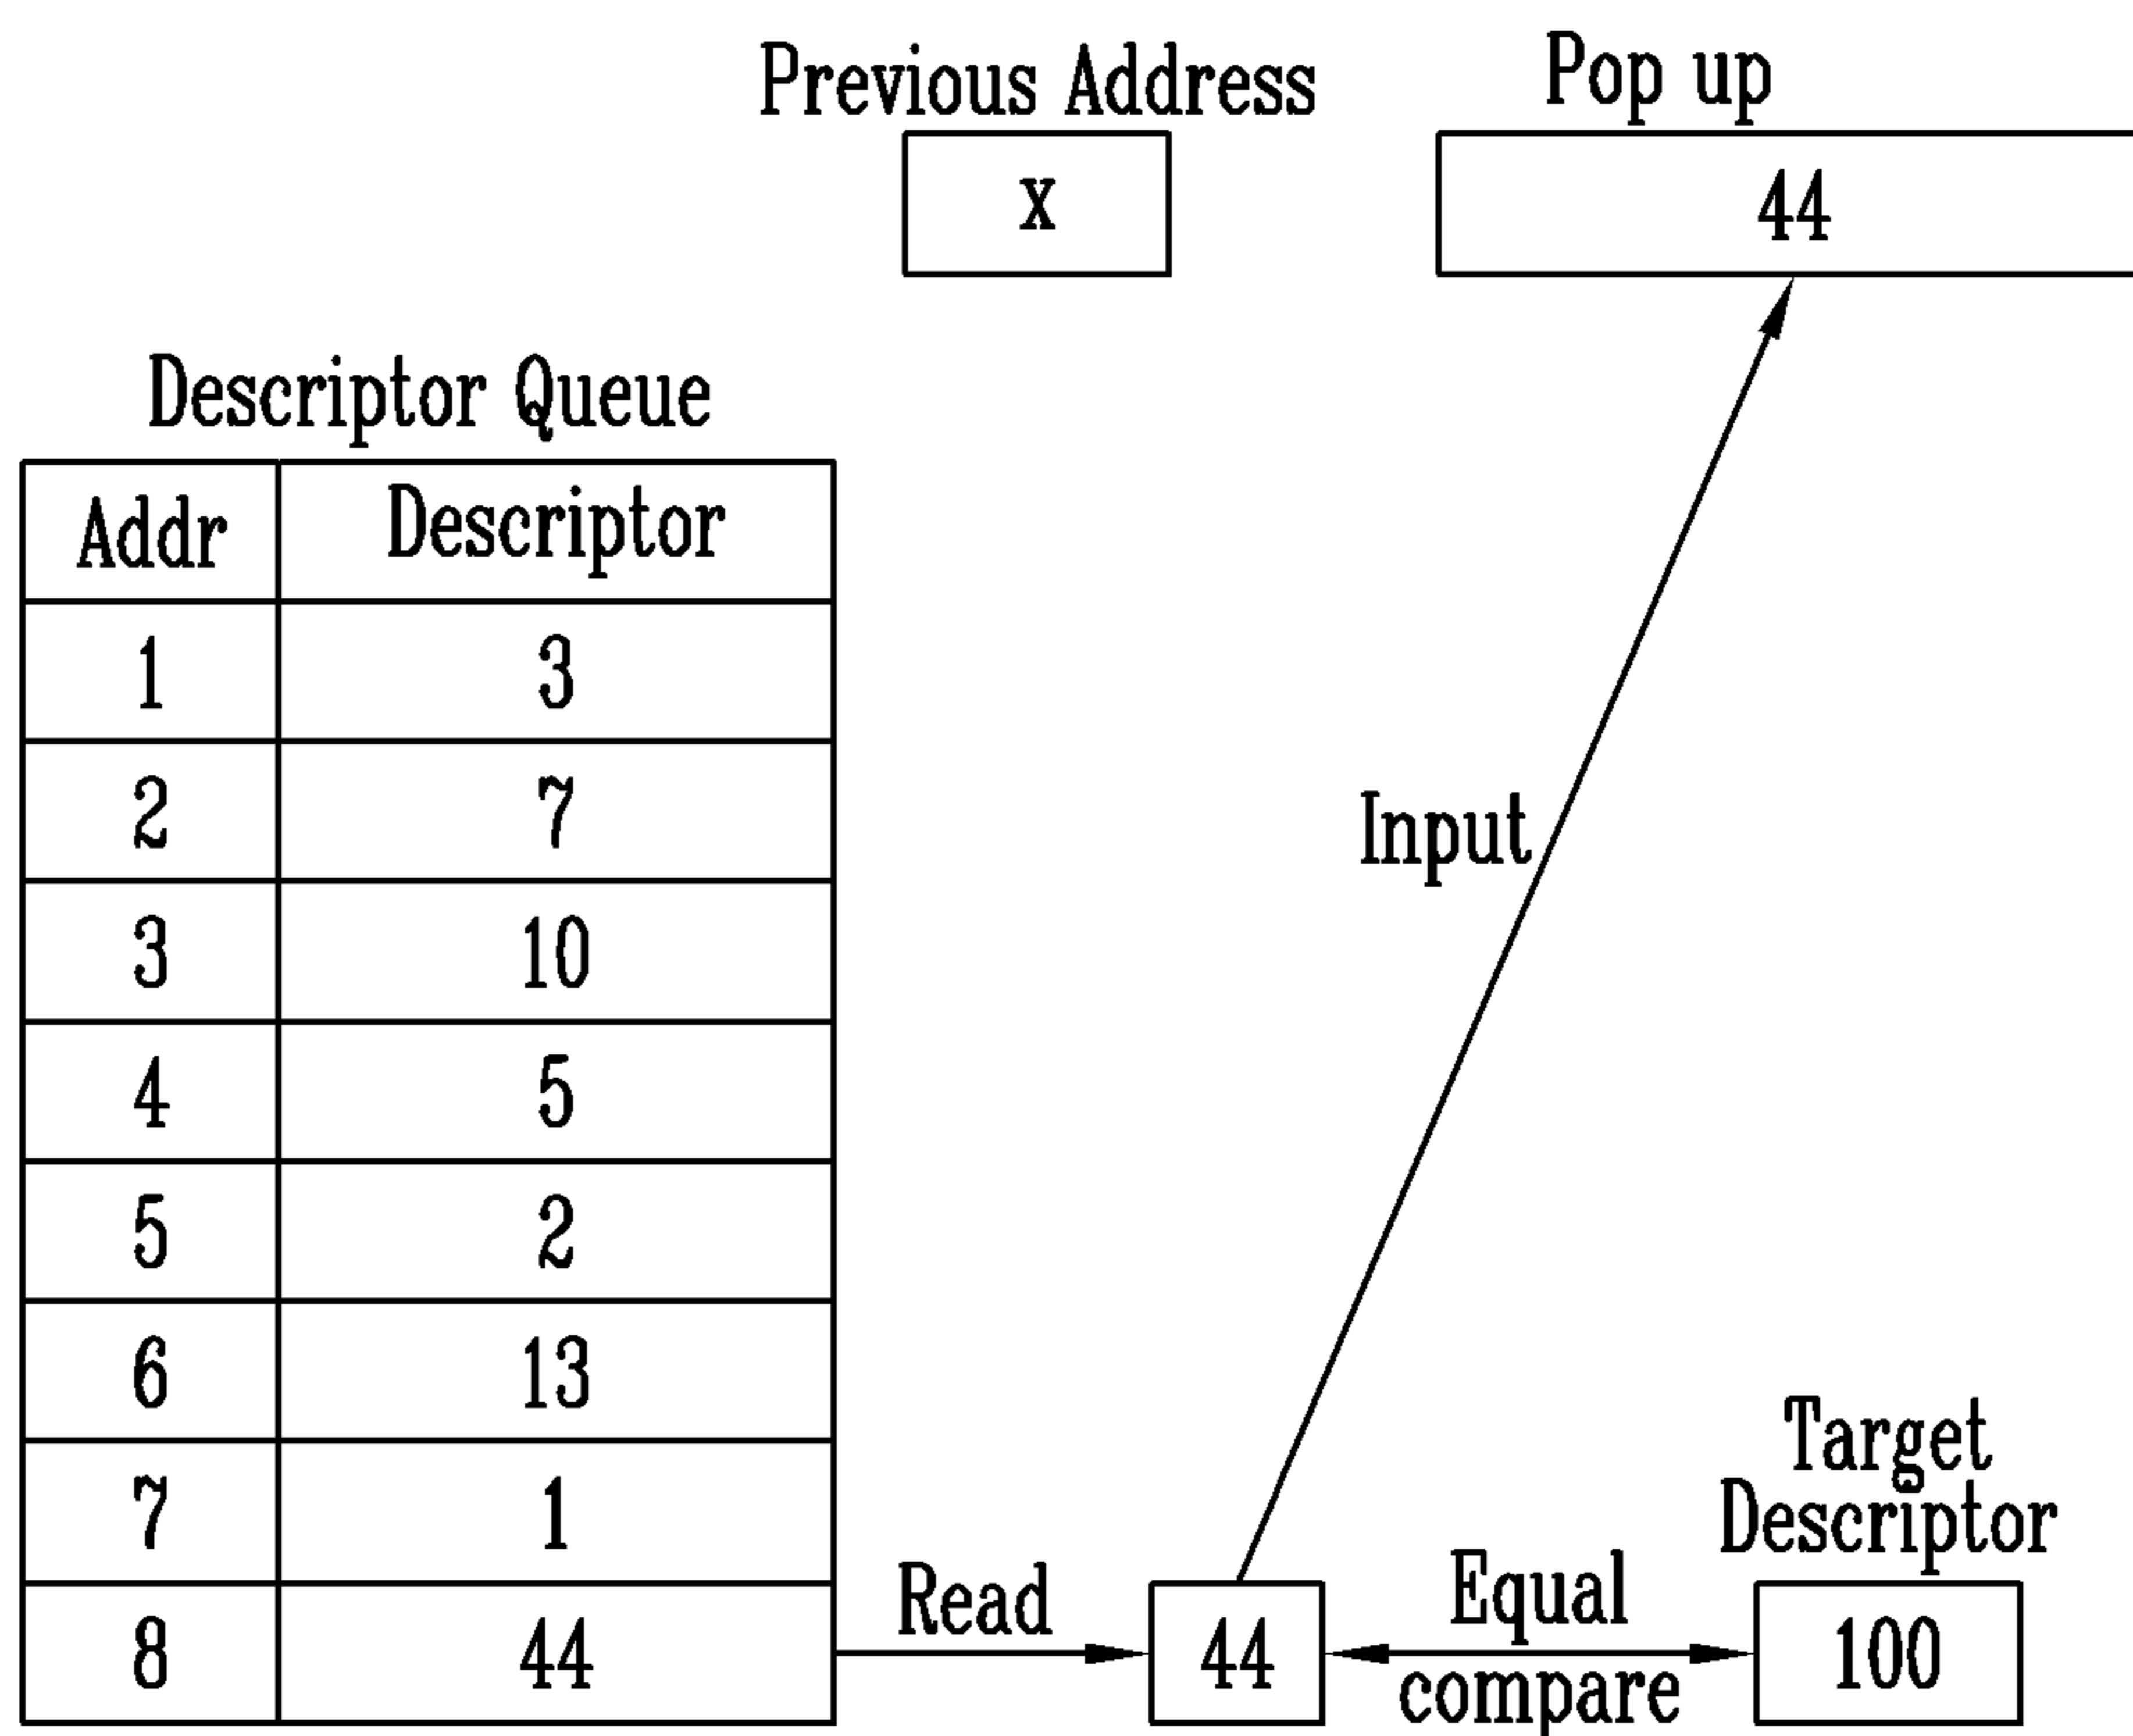 Previous Address
Pop up
x
44
Descriptor Queue
Addr Descriptor
1 3
2 7
3 10
4 5
5 2
6 13
7 1
8 44
Input
Read
44
Equal
compare
Target
Descriptor
100